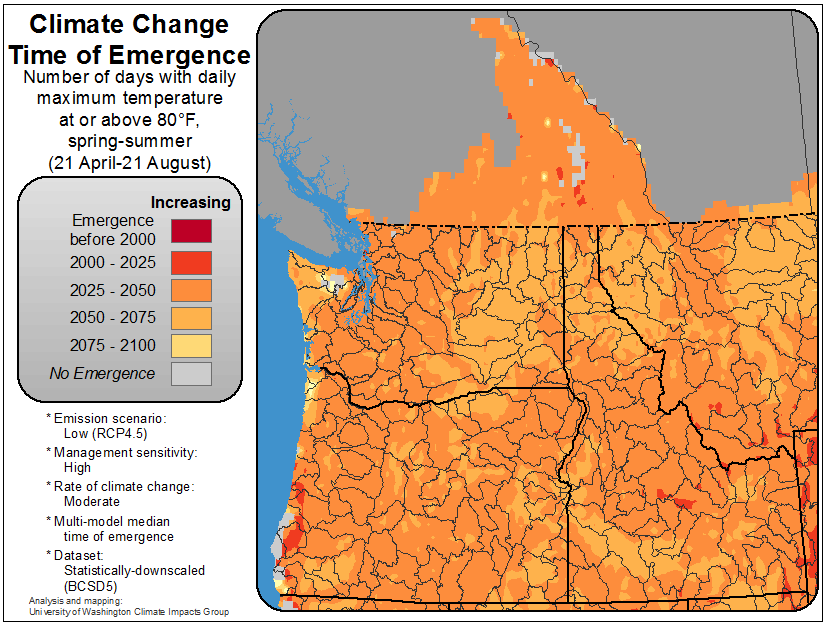 Climate Change
Time of Emergence
Number of days with daily
maximum temperature
at or above 80°F,
spring-summer
(21 April-21 August)
Increasing
Emergence
before 2000
2000 - 2025
2025 - 2050
2050 - 2075
2075 - 2100
No Emergence
* Emission scenario:
Low (RCP4.5)
* Management sensitivity:
High
* Rate of climate change:
Moderate
* Multi-model median
time of emergence
* Dataset:
Statistically-downscaled
(BCSD5)
Analysis and mapping:
University of Washington Climate Impacts Group